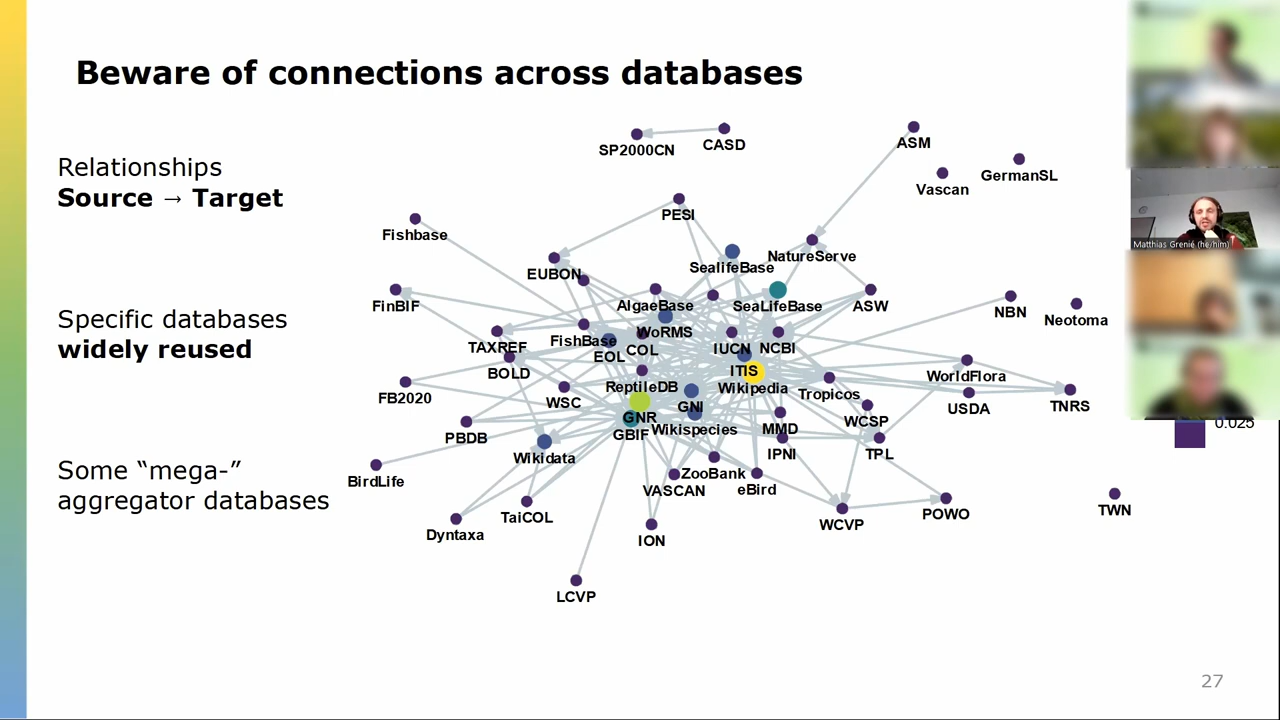 Beware of connections across databases
Relationships
Source → Target
Specific databases
widely reused
Some “mega-”
aggregator databases
SP2000CN
CASD
ASM
Vascan
GermanSL
PESI
Fishbase
EUBON
SealifeBase
NatureServe
FinBIF
AlgaeBase
SeaLifeBase
ASW
NBN
Neotoma
TAXREF
FishBase
WoRMS
EOL
COL
IUCN
NCBI
BOLD
ITIS
WorldFlora
ReptileDB
Wikipedia
Tropicos
FB2020
WSC
GNI
USDA
TNRS
GNR
WCSP
PBDB
GBIF
Wikispecies
MMD
Wikidata
IPNI
TPL
BirdLife
ZooBank
VASCAN
eBird
TaiCOL
WCVP
POWO
TWN
Dyntaxa
ION
LCVP
Matthias Grenié (he/him)
0.025
27